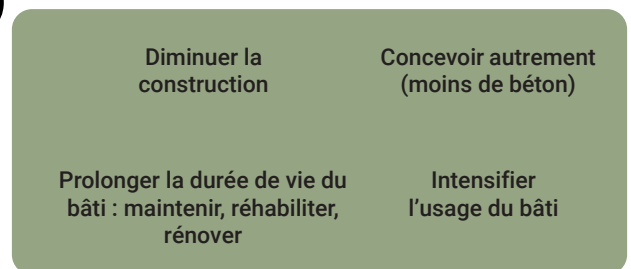 Diminuer la
construction
Concevoir autrement
(moins de béton)
Prolonger la durée de vie du
bâti : maintenir, réhabiliter,
rénover
Intensifier
l’usage du bâti